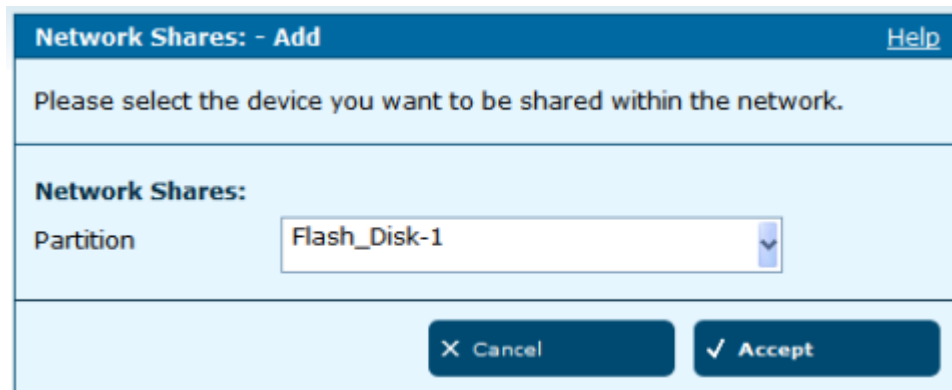 Network Shares: - Add Help
Please select the device you want to be shared within the network.
Network Shares:
Partition Flash_Disk-1
Cancel Accept